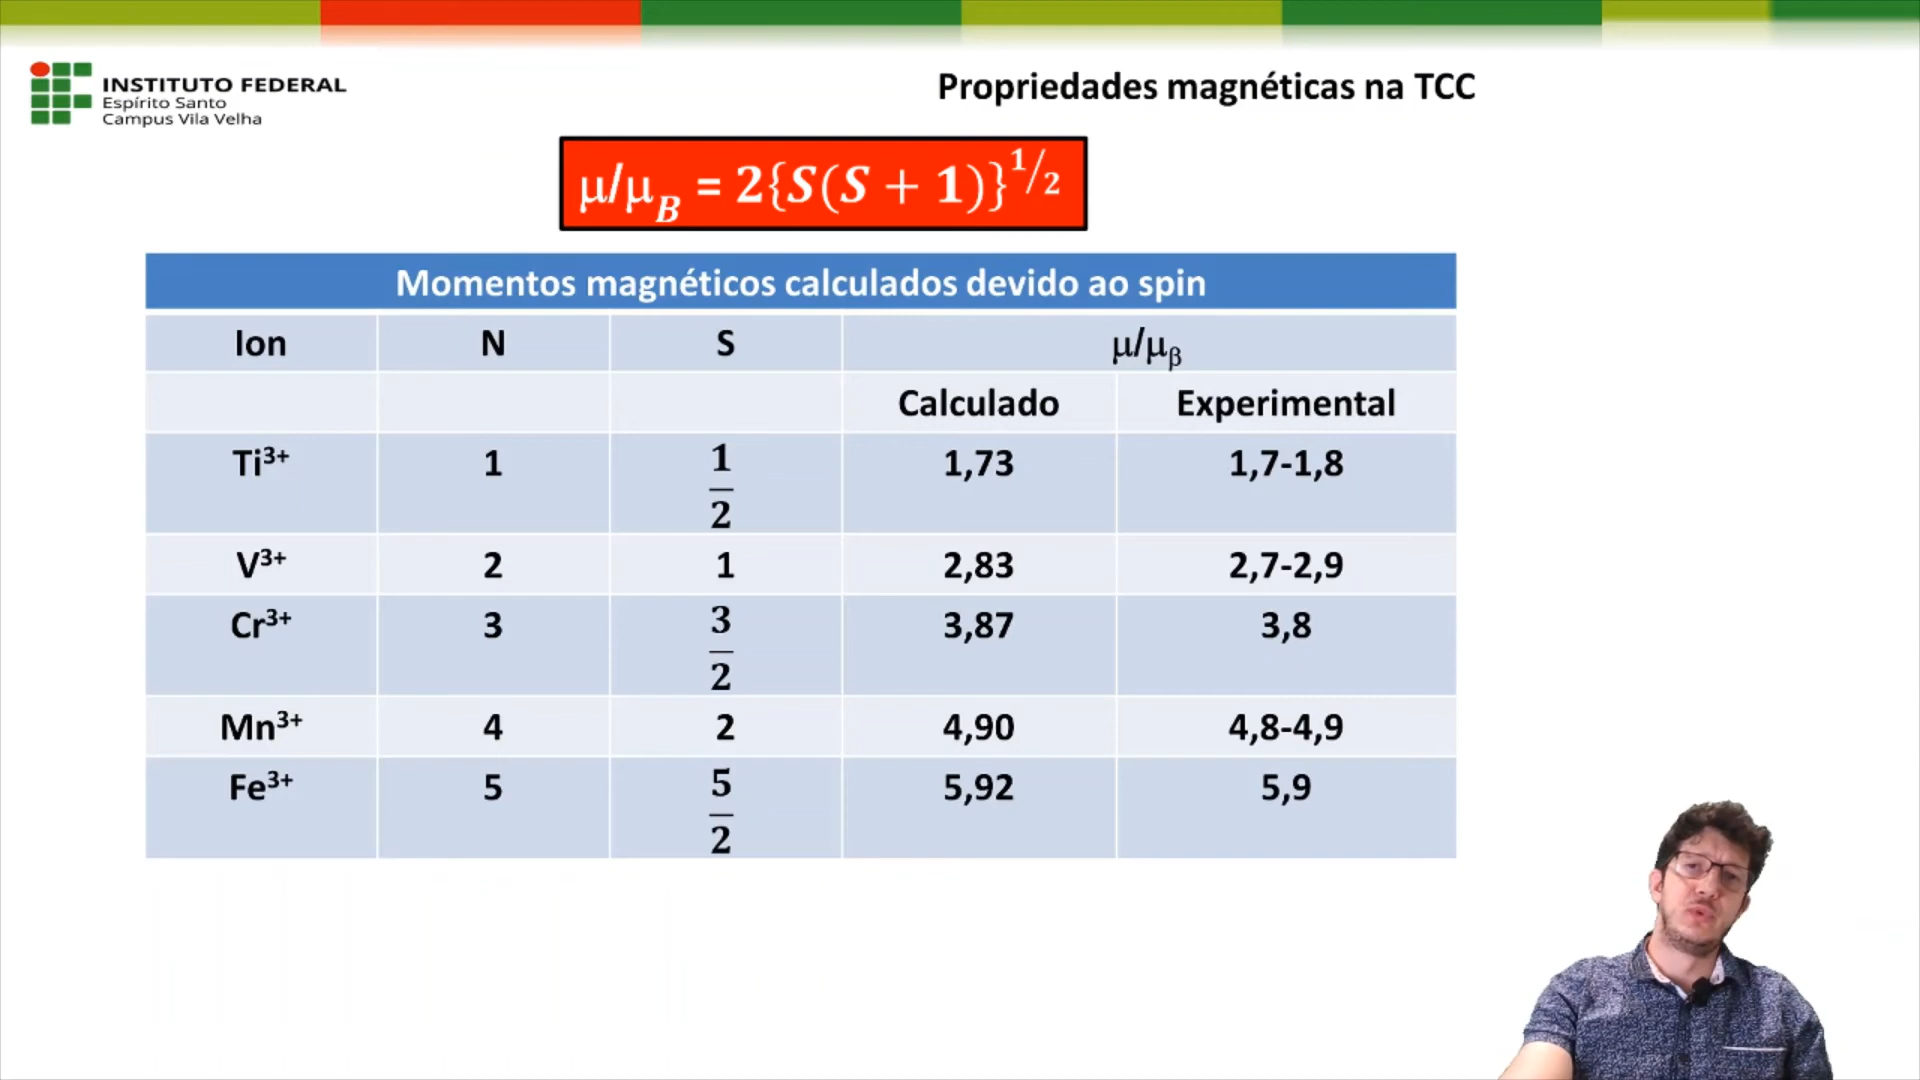 INSTITUTO FEDERAL
Espírito Santo
Campus Vila Velha
Propriedades magnéticas na TCC
μ/μ_B = 2{S(S + 1)}^1/2
Momentos magnéticos calculados devido ao spin
Ion N S μ/μ_β
Calculado Experimental
Ti³⁺ 1 1/2 1,73 1,7-1,8
V³⁺ 2 1 2,83 2,7-2,9
Cr³⁺ 3 3/2 3,87 3,8
Mn³⁺ 4 2 4,90 4,8-4,9
Fe³⁺ 5 5/2 5,92 5,9